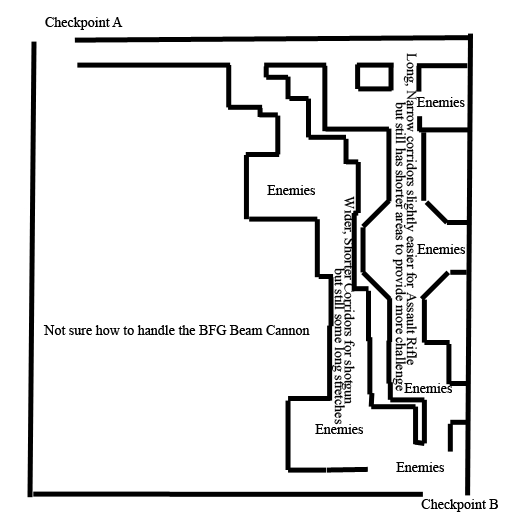 Checkpoint A
Long, Narrow corridors slightly easier for Assault Rifle
but still has shorter areas to provide more challenge
Enemies
Enemies
Wider, Shorter Corridors for shotgun
but still some long stretches
Enemies
Not sure how to handle the BFG Beam Cannon
Enemies
Enemies
Enemies
Checkpoint B